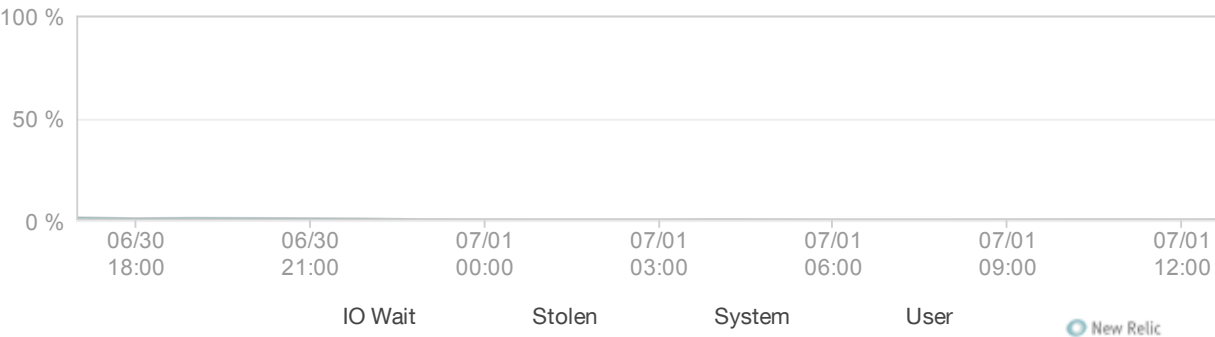 100 %
50 %
0 %
06/30 06/30 07/01 07/01 07/01 07/01 07/01
18:00 21:00 00:00 03:00 06:00 09:00 12:00
IO Wait Stolen System User
New Relic